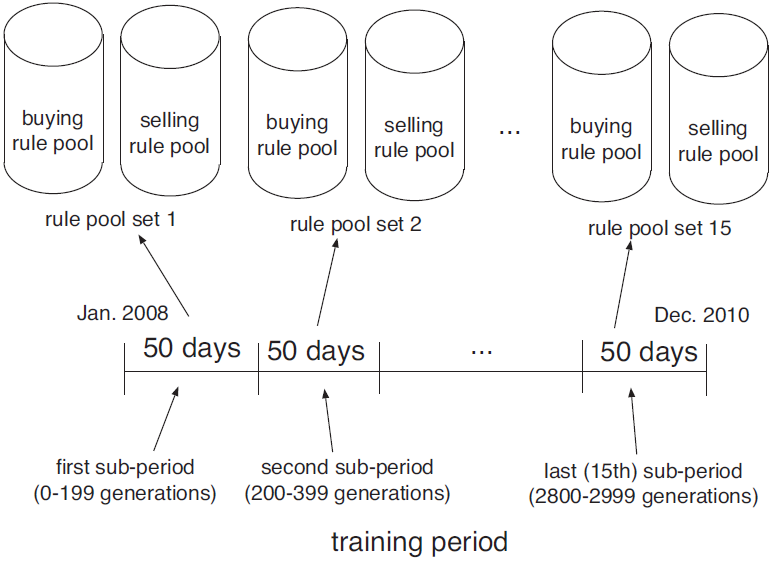 buying
rule pool
selling
rule pool
buying
rule pool
selling
rule pool
...
buying
rule pool
selling
rule pool
rule pool set 1
rule pool set 2
rule pool set 15
Jan. 2008
Dec. 2010
50 days
50 days
...
50 days
first sub-period
(0-199 generations)
second sub-period
(200-399 generations)
last (15th) sub-period
(2800-2999 generations)
training period